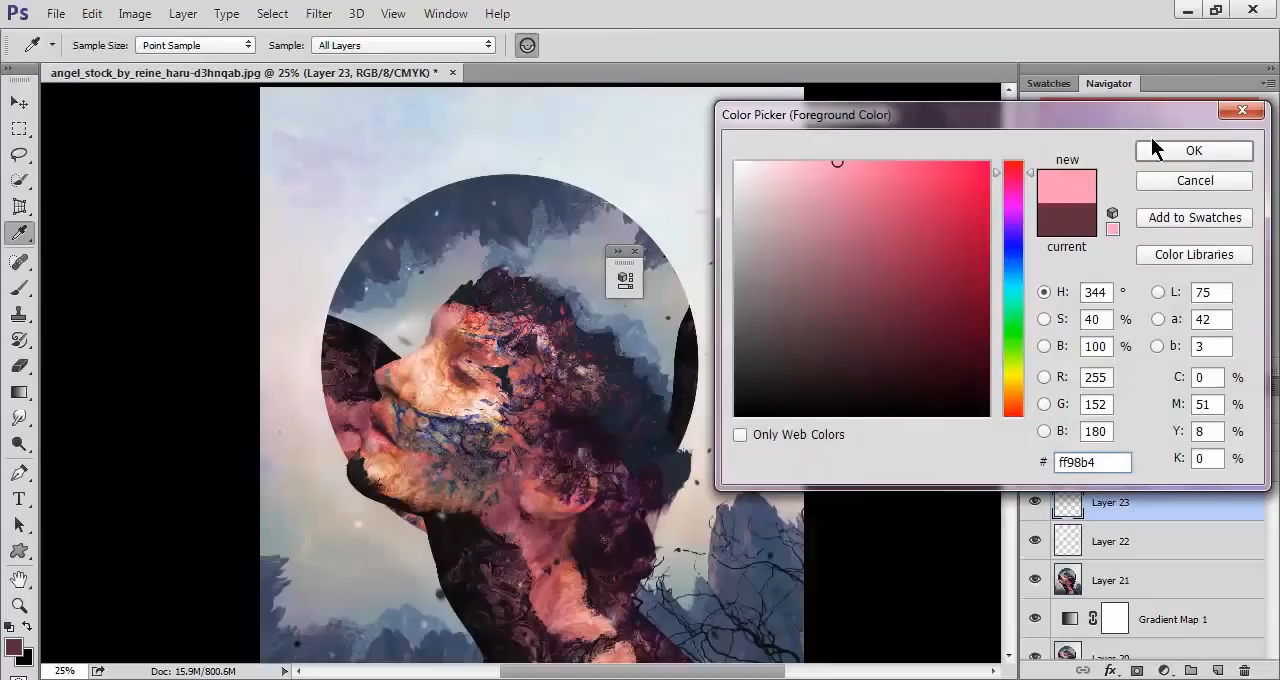 Ps File Edit Image Layer Type Select Filter 3D View Window Help
Sample Size: Point Sample Sample: All Layers
angel_stock_by_reine_haru-d3hnqab.jpg @ 25% (Layer 23, RGB/8/CMYK) * ×
Swatches Navigator
Color Picker (Foreground Color)
new
OK
Cancel
Add to Swatches
current
Color Libraries
H: 344 ° L: 75
S: 40 % a: 42
B: 100 % b: 3
R: 255 C: 0 %
G: 152 M: 51 %
B: 180 Y: 8 %
Only Web Colors
K: 0 %
# ff98b4
Layer 23
Layer 22
Layer 21
Gradient Map 1
Layer 20
25% Doc: 15.9M/800.6M
fx